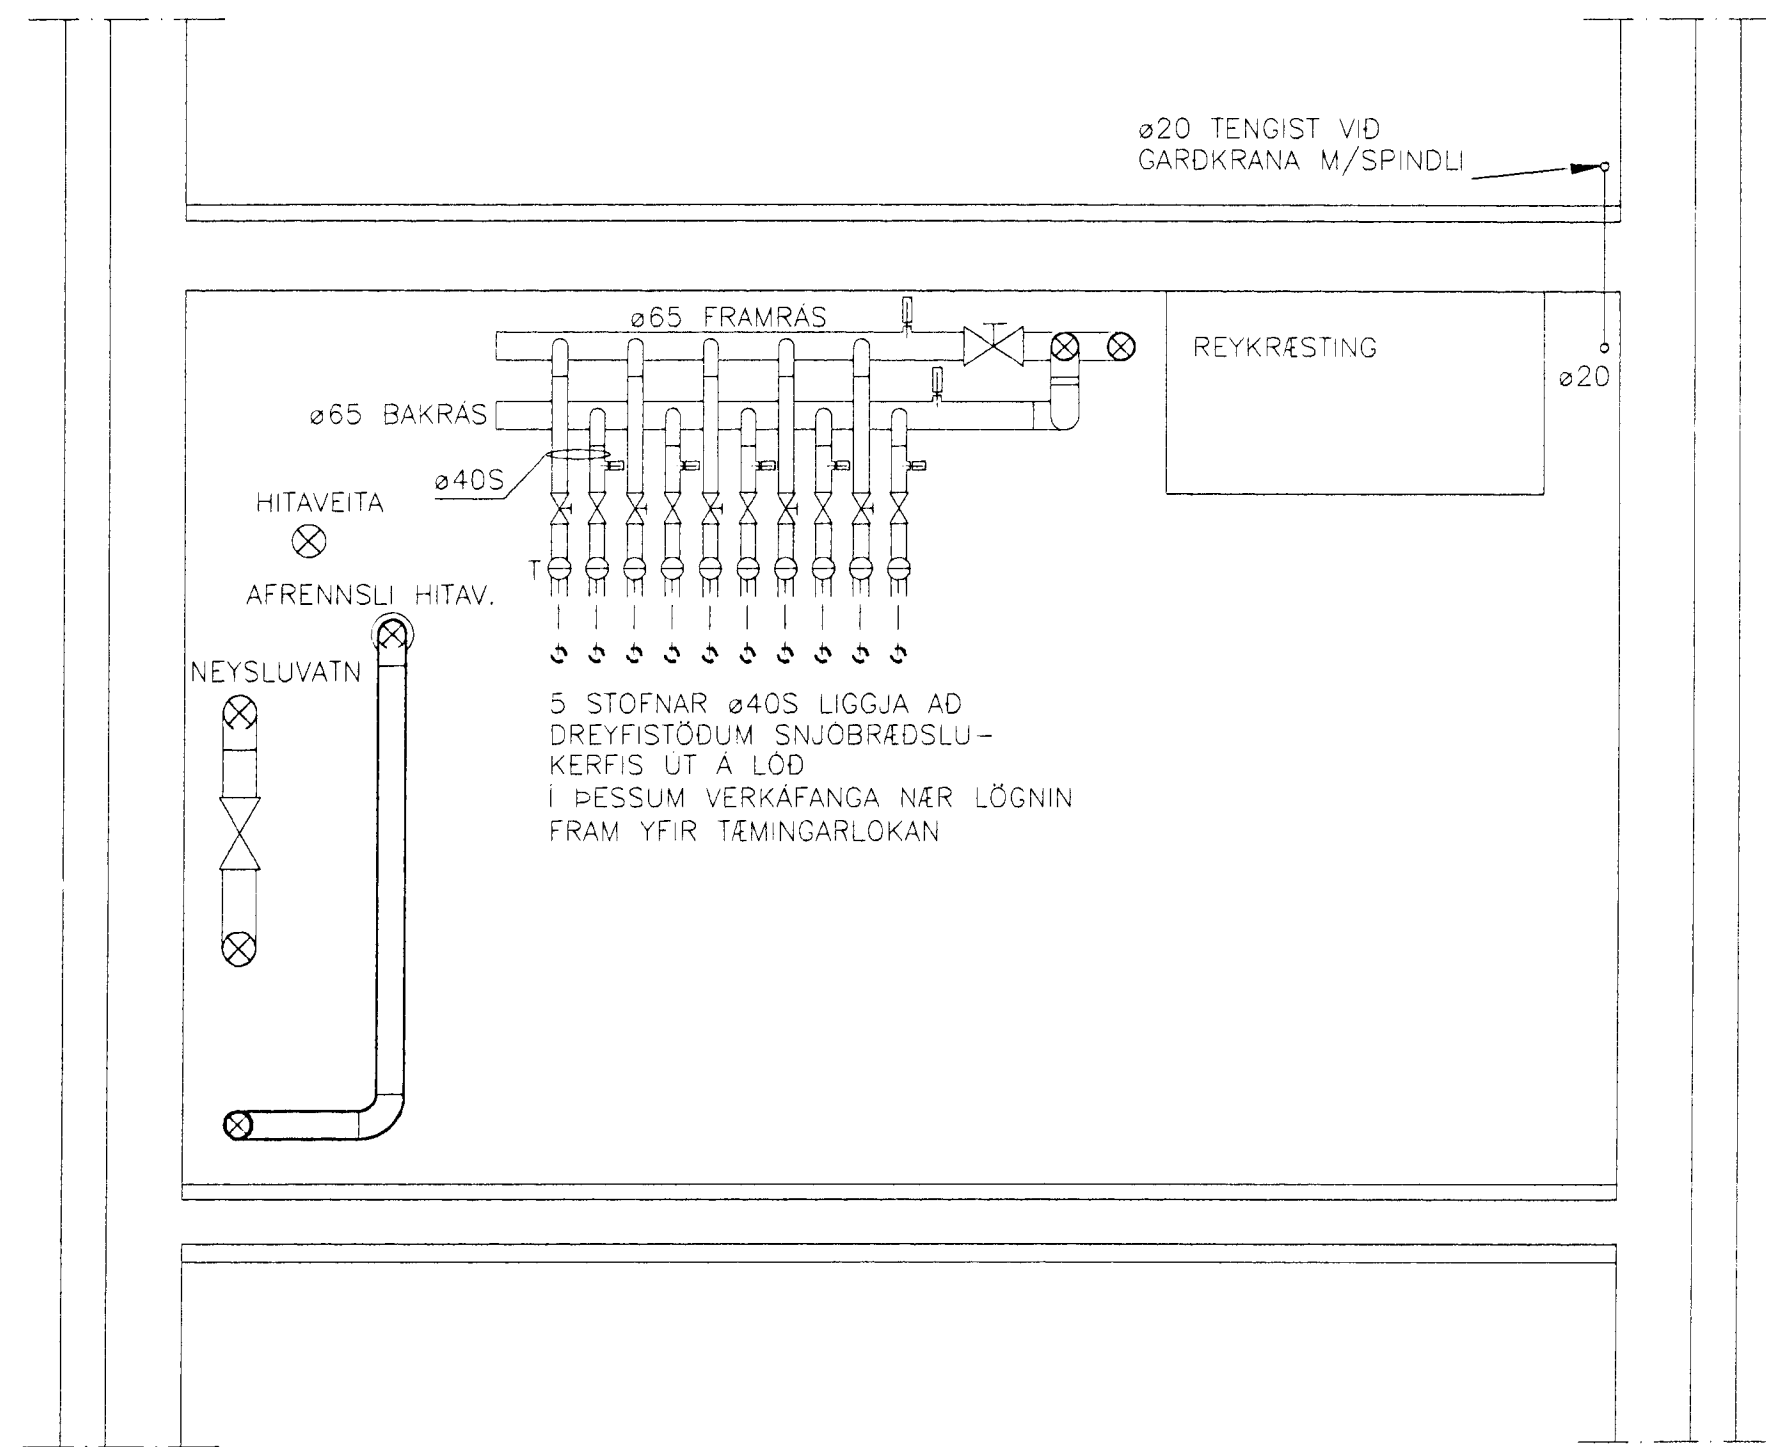 ø20 TENGIST VIÐ
GARÐKRANA M/SPINDLI
ø65 FRAMRÁS
REYKRÆSTING
ø20
ø65 BAKRÁS
ø40S
HITAVEITA
T
AFRENNSLI HITAV.
NEYSLUVATN
5 STOFNAR ø40S LIGGJA AÐ
DREYFISTÖÐUM SNJÓBRÆÐSLU-
KERFIS ÚT Á LÓÐ
Í ÞESSUM VERKÁFANGA NÆR LÖGNIN
FRAM YFIR TÆMINGARLOKAN